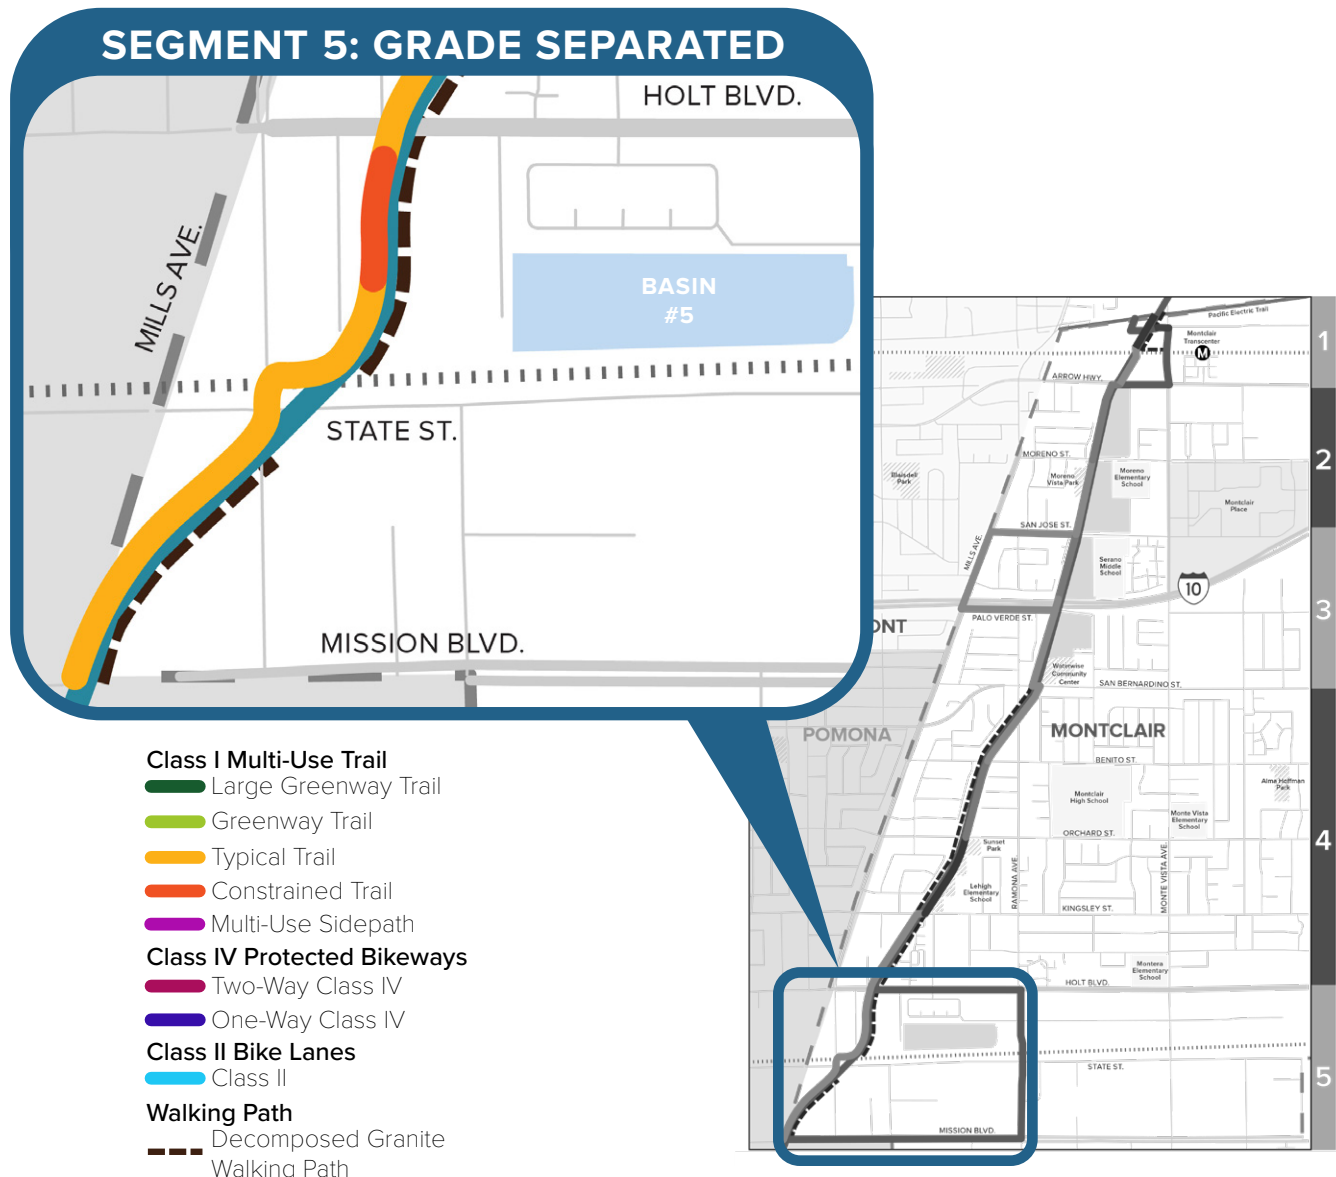 SEGMENT 5: GRADE SEPARATED
HOLT BLVD.
MILLS AVE.
BASIN
#5
STATE ST.
MISSION BLVD.
Class I Multi-Use Trail
Large Greenway Trail
Greenway Trail
Typical Trail
Constrained Trail
Multi-Use Sidepath
Class IV Protected Bikeways
Two-Way Class IV
One-Way Class IV
Class II Bike Lanes
Class II
Walking Path
Decomposed Granite
Walking Path
Pacific Electric Trail
Montclair
Transcenter
M
1
ARROW HWY.
MORENO ST.
2
Blaisdell
Park
Moreno
Vista Park
Moreno
Elementary
School
Montclair
Place
SAN JOSE ST.
MILLS AVE.
Serano
Middle
School
10
3
PALO VERDE ST.
ONT
Waterwise
Community
Center
SAN BERNARDINO ST.
POMONA
MONTCLAIR
BENITO ST.
Alma Hoffman
Park
Montclair
High School
Monte Vista
Elementary
School
ORCHARD ST.
4
Sunset
Park
Lehigh
Elementary
School
RAMONA AVE.
MONTE VISTA AVE.
KINGSLEY ST.
Montera
Elementary
School
HOLT BLVD.
STATE ST.
5
MISSION BLVD.